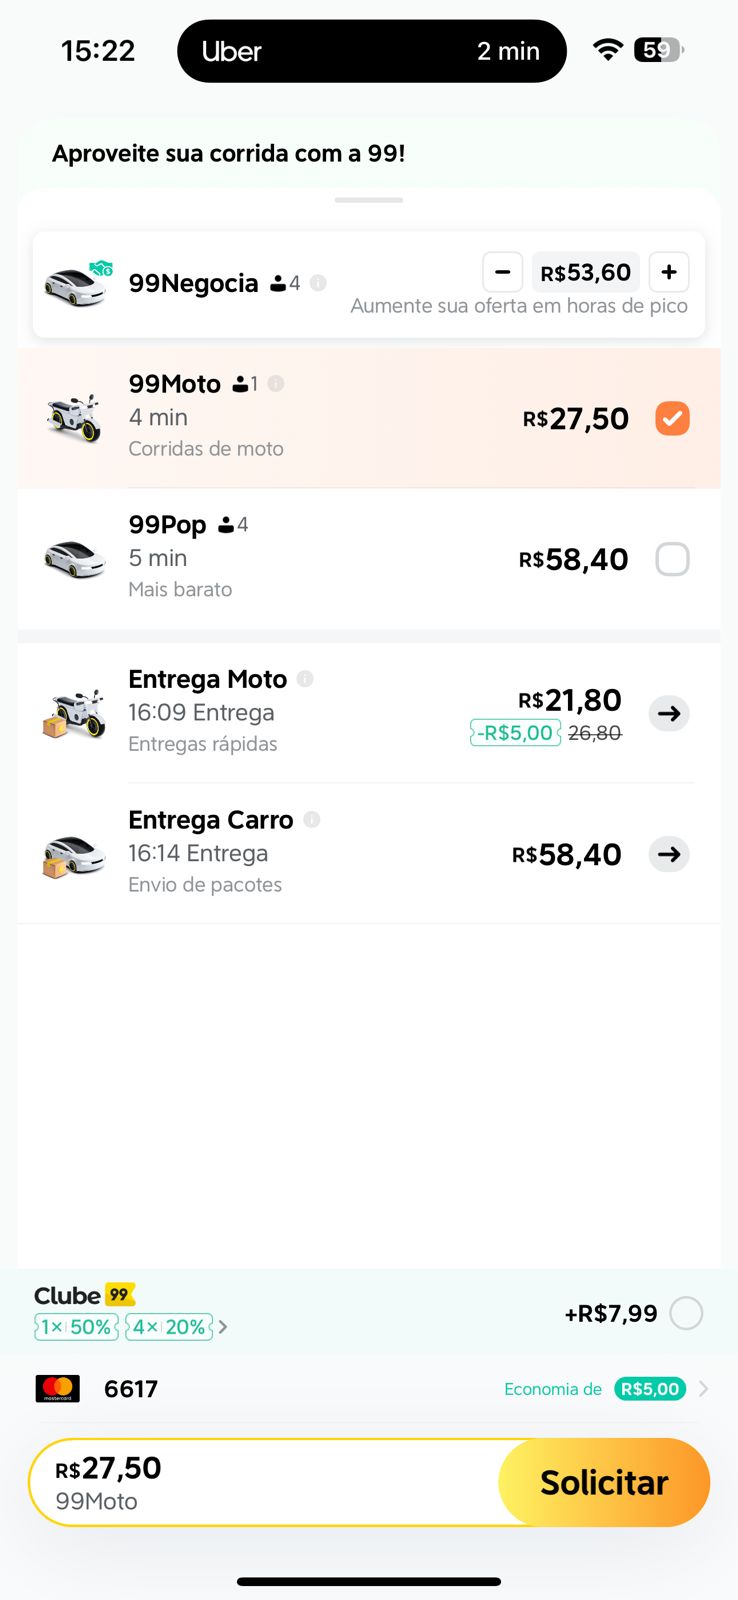 15:22
Uber
2 min
59
Aproveite sua corrida com a 99!
99Negocia 4
- R$53,60 +
Aumente sua oferta em horas de pico
99Moto 1
4 min
Corridas de moto
R$27,50
99Pop 4
5 min
Mais barato
R$58,40
Entrega Moto
16:09 Entrega
Entregas rápidas
R$21,80
-R$5,00 26,80
Entrega Carro
16:14 Entrega
Envio de pacotes
R$58,40
Clube 99
1x 50% 4x 20%
+R$7,99
mastercard
6617
Economia de R$5,00
R$27,50
99Moto
Solicitar